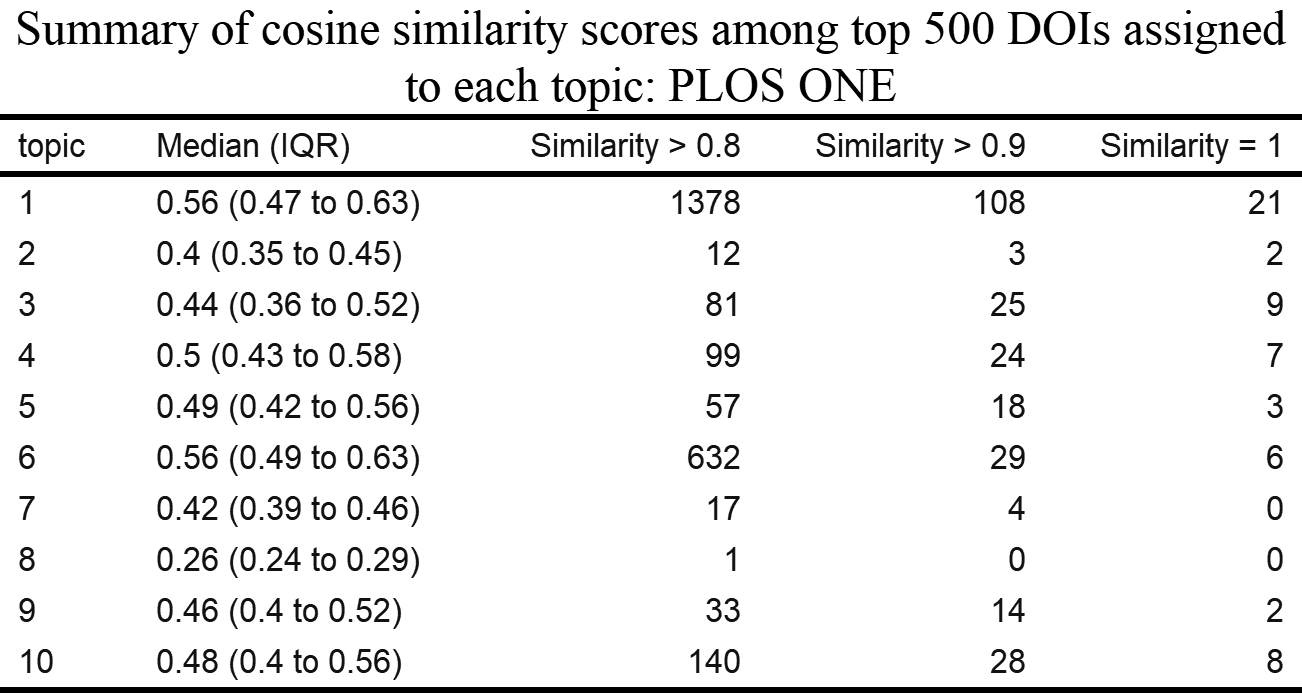 Summary of cosine similarity scores among top 500 DOIs assigned
to each topic: PLOS ONE
topic Median (IQR) Similarity > 0.8 Similarity > 0.9 Similarity = 1
1 0.56 (0.47 to 0.63) 1378 108 21
2 0.4 (0.35 to 0.45) 12 3 2
3 0.44 (0.36 to 0.52) 81 25 9
4 0.5 (0.43 to 0.58) 99 24 7
5 0.49 (0.42 to 0.56) 57 18 3
6 0.56 (0.49 to 0.63) 632 29 6
7 0.42 (0.39 to 0.46) 17 4 0
8 0.26 (0.24 to 0.29) 1 0 0
9 0.46 (0.4 to 0.52) 33 14 2
10 0.48 (0.4 to 0.56) 140 28 8